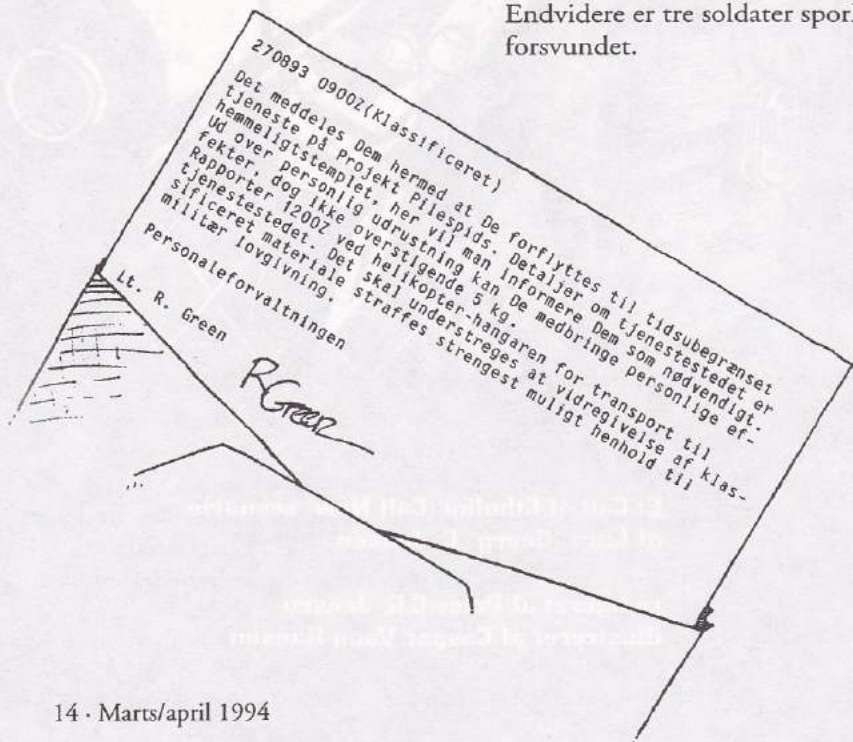 Endvidere er tre soldater sporl
forsvundet.
270893 0900Z(Klassificeret)
Det meddeles Dem hermed at De forflyttes til tidsubegrænset
tjeneste på Projekt Pilespids. Detaljer om tjenestestedet er
hemmeligtstemplet, her vil man informere Dem som nødvendigt.
Ud over personlig udrustning kan De medbringe personlige ef-
fekter, dog ikke overstigende 5 kg.
Rapporter 1200Z ved helikopter-hangaren for transport til
tjenestestedet. Det skal understreges at vidregivelse af klas-
sificeret materiale straffes strengest muligt henhold til
militær lovgivning.
Personaleforvaltningen
Lt. R. Green
RGreen
14 · Marts/april 1994